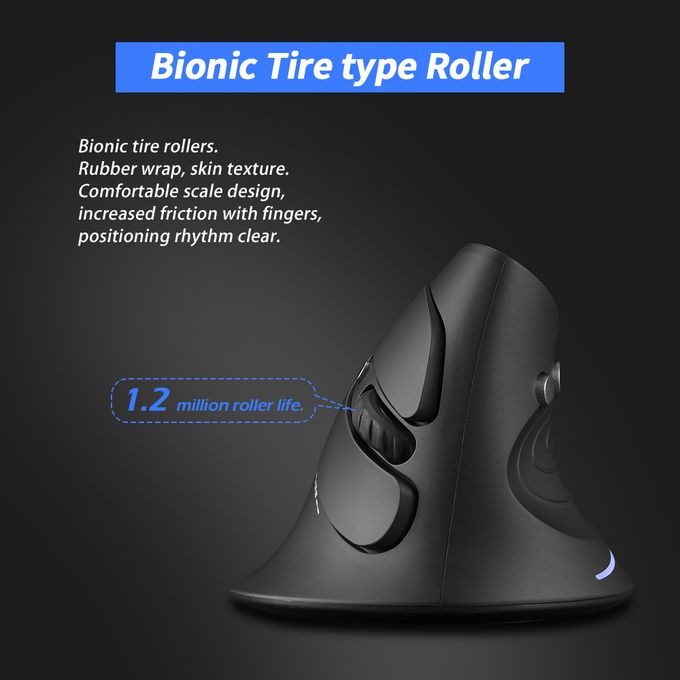 Bionic Tire type Roller
Bionic tire rollers.
Rubber wrap, skin texture.
Comfortable scale design,
increased friction with fingers,
positioning rhythm clear.
1.2 million roller life.